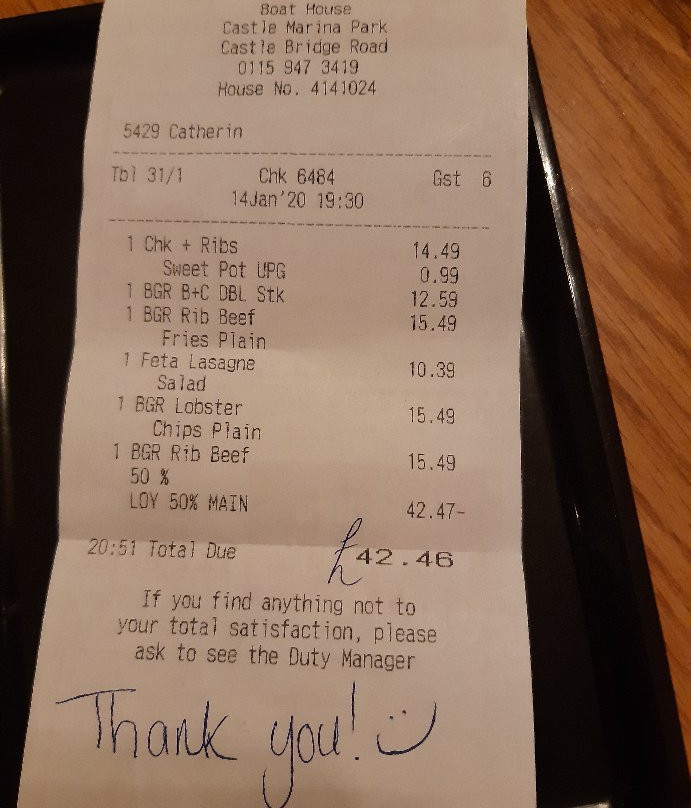 Boat House
Castle Marina Park
Castle Bridge Road
0115 947 3419
House No. 4141024
5429 Catherin
Tbl 31/1 Chk 6484 Gst 6
14Jan'20 19:30
1 Chk + Ribs 14.49
Sweet Pot UPG 0.99
1 BGR B+C DBL Stk 12.59
1 BGR Rib Beef 15.49
Fries Plain
1 Feta Lasagne 10.39
Salad
1 BGR Lobster 15.49
Chips Plain
1 BGR Rib Beef 15.49
50 %
LOY 50% MAIN 42.47-
20:51 Total Due £42.46
If you find anything not to
your total satisfaction, please
ask to see the Duty Manager
Thank you!